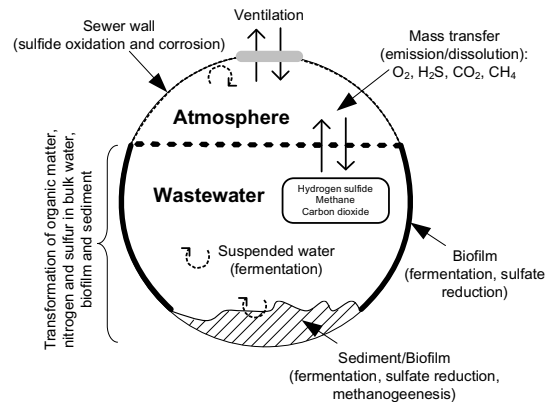 Ventilation
Sewer wall
(sulfide oxidation and corrosion)
Mass transfer
(emission/dissolution):
O₂, H₂S, CO₂, CH₄
Atmosphere
Transformation of organic matter,
nitrogen and sulfur in bulk water,
biofilm and sediment
Wastewater
Hydrogen sulfide
Methane
Carbon dioxide
Suspended water
(fermentation)
Biofilm
(fermentation, sulfate
reduction)
Sediment/Biofilm
(fermentation, sulfate reduction,
methanogeenesis)